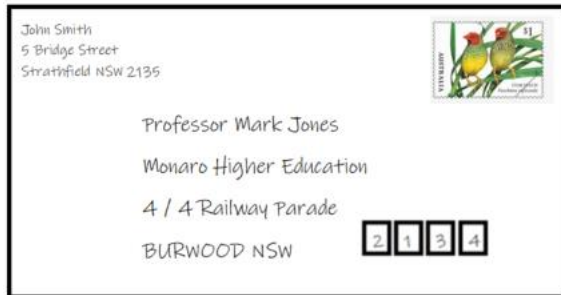 John Smith
5 Bridge Street
Strathfield NSW 2135
$1
AUSTRALIA
Professor Mark Jones
Monaro Higher Education
4 / 4 Railway Parade
BURWOOD NSW 2134